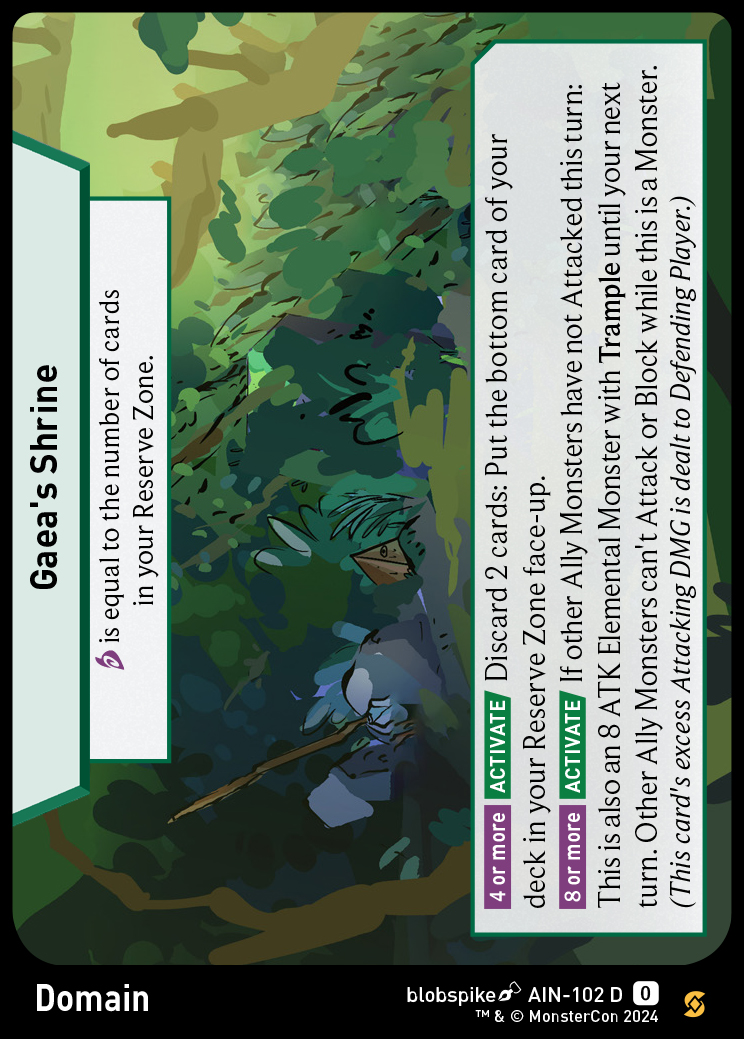 Gaea's Shrine
is equal to the number of cards
in your Reserve Zone.
4 or more ACTIVATE Discard 2 cards: Put the bottom card of your
deck in your Reserve Zone face-up.
8 or more ACTIVATE If other Ally Monsters have not Attacked this turn:
This is also an 8 ATK Elemental Monster with Trample until your next
turn. Other Ally Monsters can't Attack or Block while this is a Monster.
(This card's excess Attacking DMG is dealt to Defending Player.)
Domain
blobspike AIN-102 D 0
™ & © MonsterCon 2024